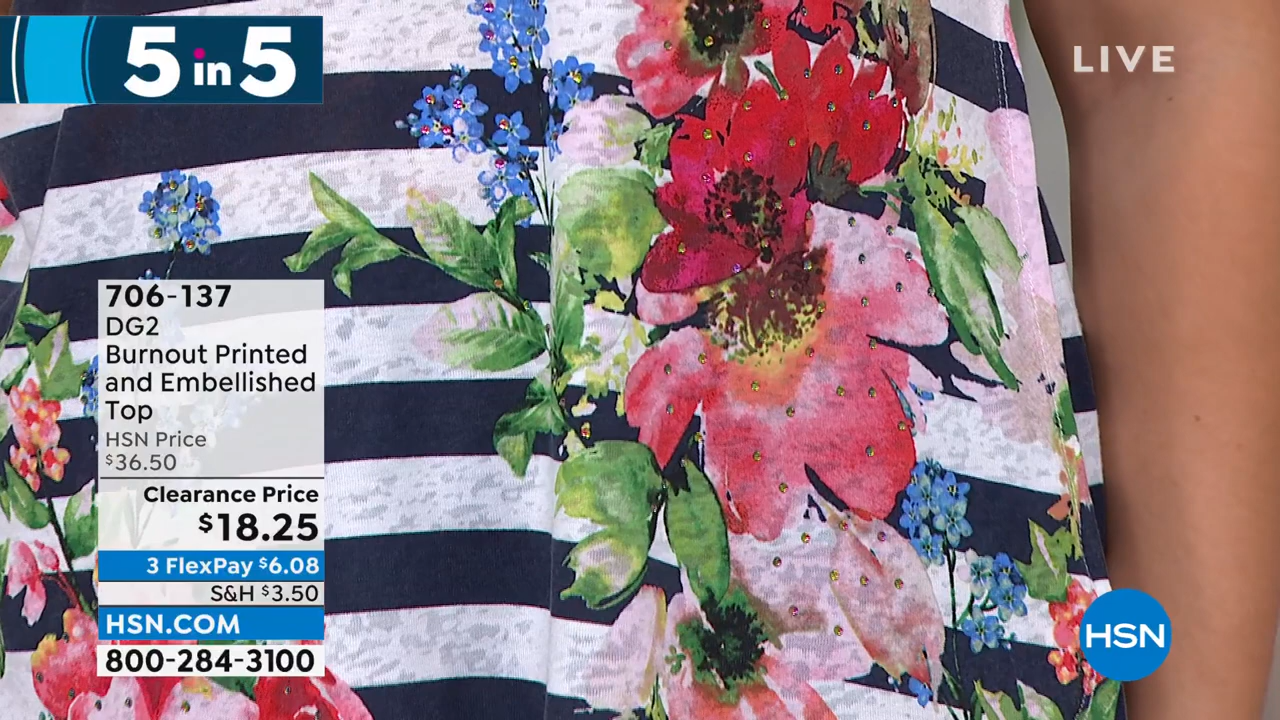 5 in 5
LIVE
706-137
DG2
Burnout Printed
and Embellished
Top
HSN Price
$36.50
Clearance Price
$18.25
3 FlexPay $6.08
S&H $3.50
HSN.COM
800-284-3100
HSN